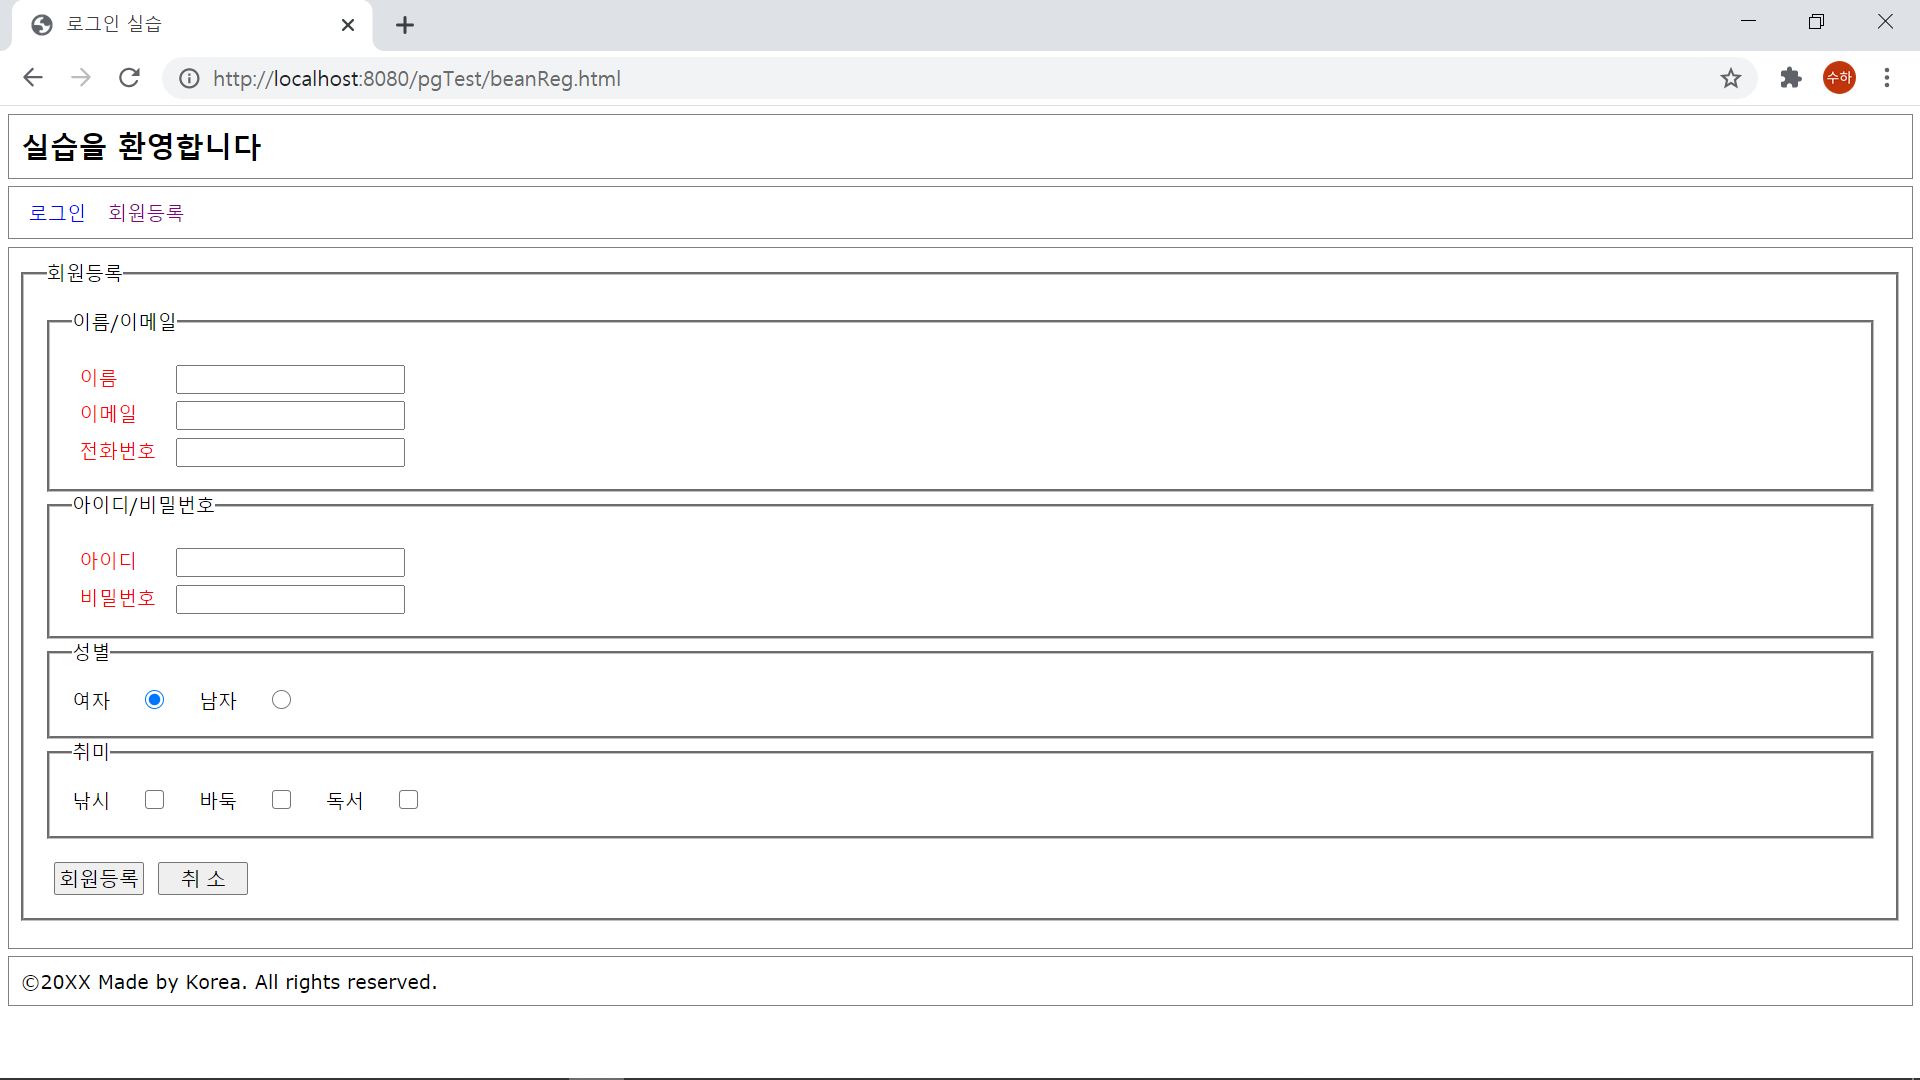 로그인 실습
http://localhost:8080/pgTest/beanReg.html
수하
실습을 환영합니다
로그인 회원등록
회원등록
이름/이메일
이름
이메일
전화번호
아이디/비밀번호
아이디
비밀번호
성별
여자 남자
취미
낚시 바둑 독서
회원등록 취 소
©20XX Made by Korea. All rights reserved.